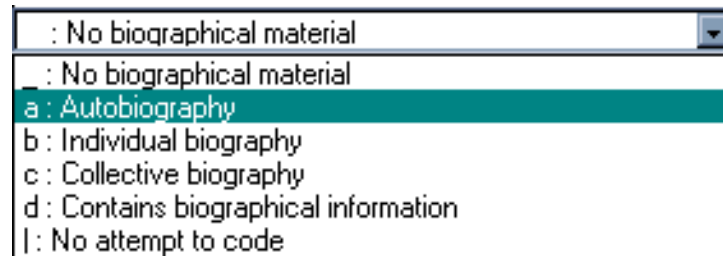 : No biographical material
_ : No biographical material
a : Autobiography
b : Individual biography
c : Collective biography
d : Contains biographical information
| : No attempt to code